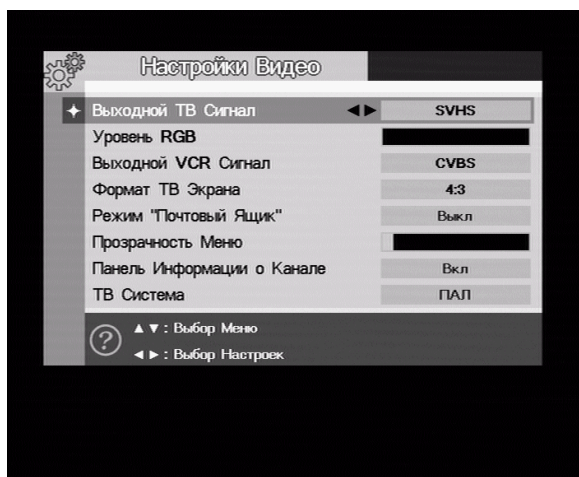 Настройки Видео
Выходной ТВ Сигнал ◀▶ SVHS
Уровень RGB
Выходной VCR Сигнал CVBS
Формат ТВ Экрана 4:3
Режим "Почтовый Ящик" Выкл
Прозрачность Меню
Панель Информации о Канале Вкл
ТВ Система ПАЛ
? ▲ ▼ : Выбор Меню
◀ ▶ : Выбор Настроек